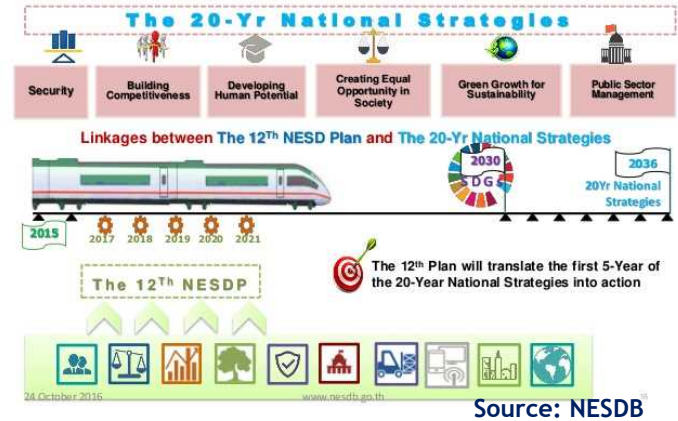 The 20-Yr National Strategies
Security
Building
Competitiveness
Developing
Human Potential
Creating Equal
Opportunity in
Society
Green Growth for
Sustainability
Public Sector
Management
Linkages between The 12Th NESD Plan and The 20-Yr National Strategies
2030
SDGs
2036
20Yr National
Strategies
2015
2017 2018 2019 2020 2021
The 12th Plan will translate the first 5-Year of
the 20-Year National Strategies into action
The 12Th NESDP
24 October 2016
www.nesdb.go.th
Source: NESDB